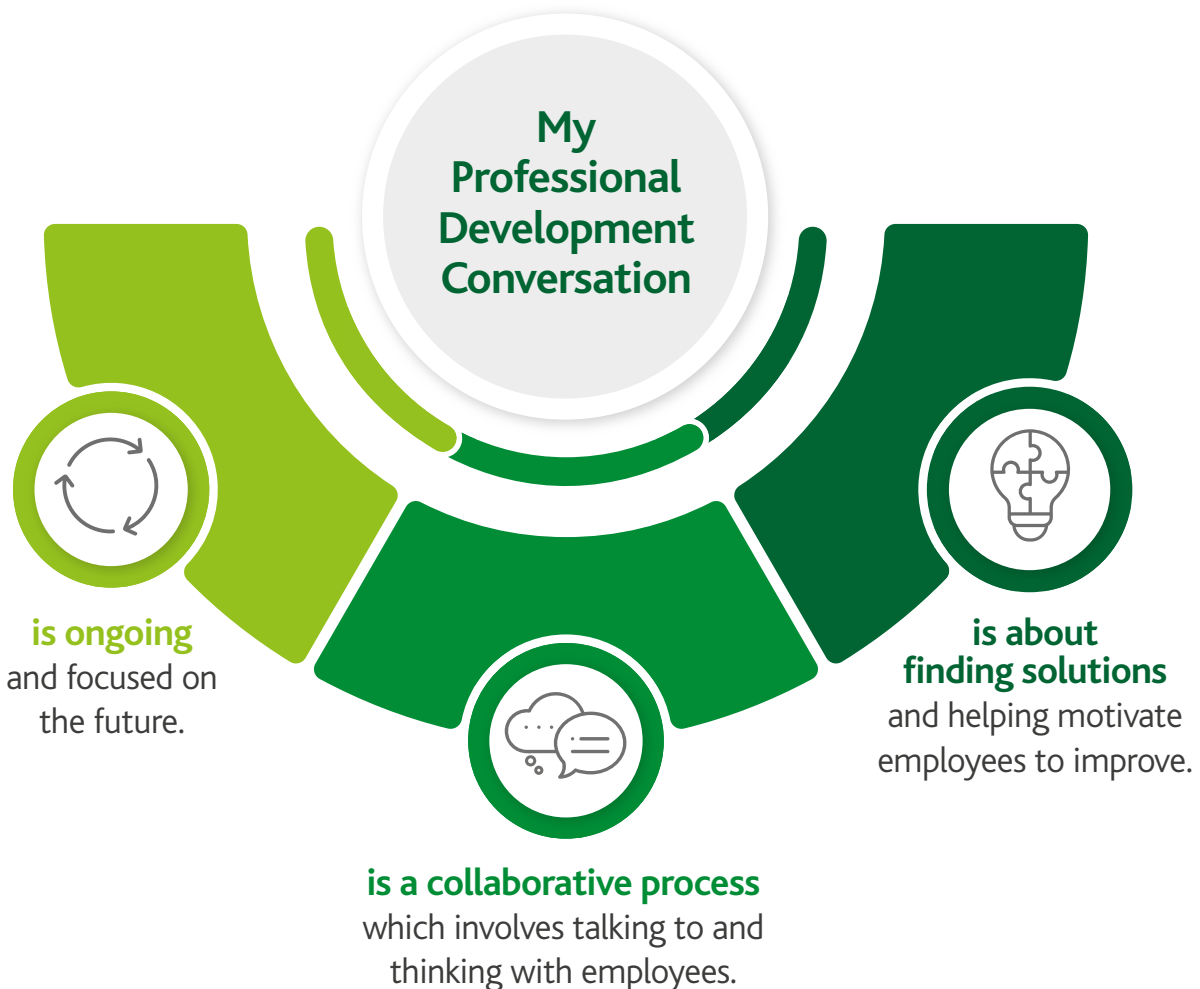 My
Professional
Development
Conversation
is ongoing
and focused on
the future.
is a collaborative process
which involves talking to and
thinking with employees.
is about
finding solutions
and helping motivate
employees to improve.